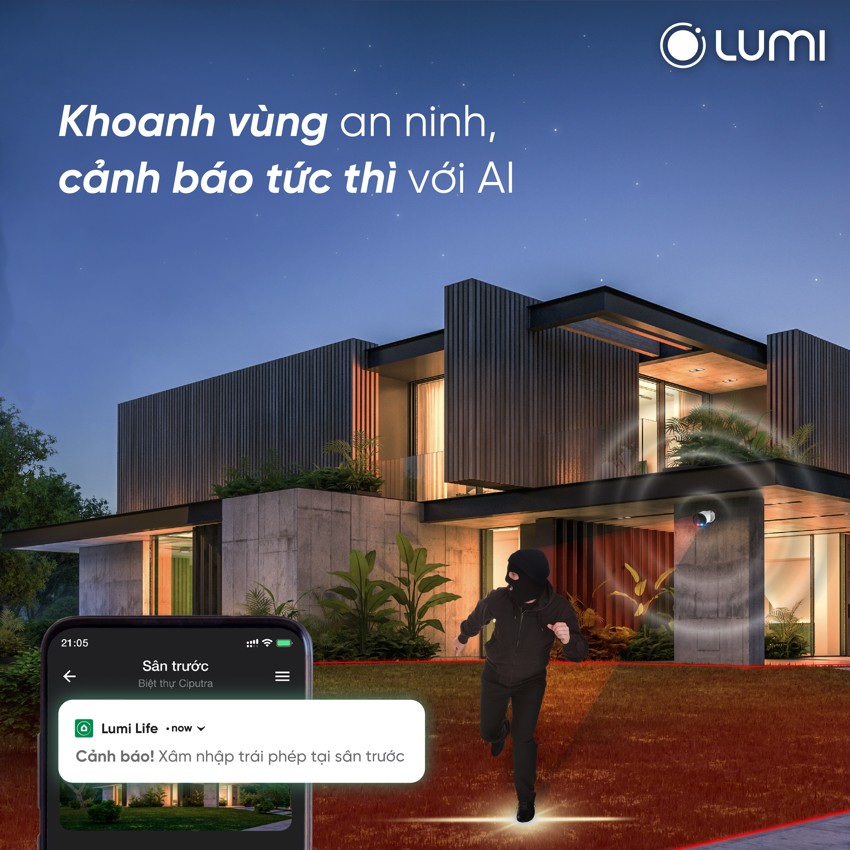 LUMI
Khoanh vùng an ninh,
cảnh báo tức thì với AI
21:05
Sân trước
Biệt thự Ciputra
Lumi Life • now
Cảnh báo! Xâm nhập trái phép tại sân trước